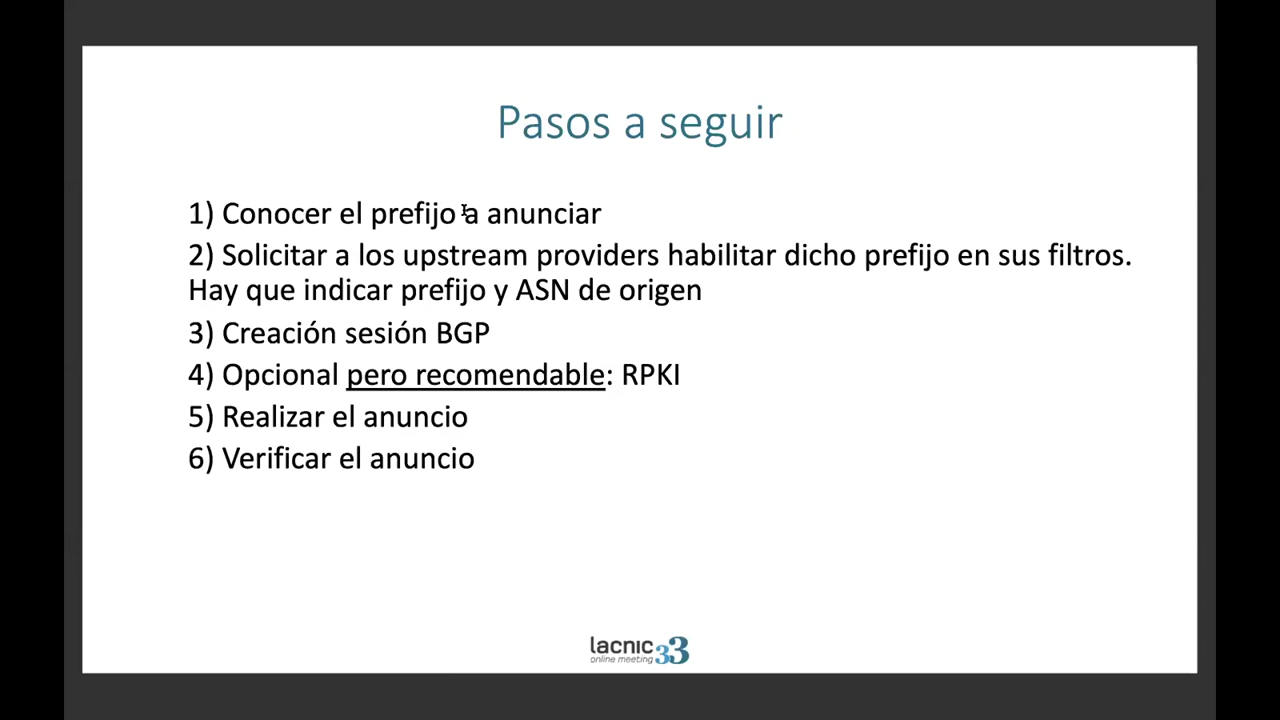 Pasos a seguir
1) Conocer el prefijo a anunciar
2) Solicitar a los upstream providers habilitar dicho prefijo en sus filtros.
Hay que indicar prefijo y ASN de origen
3) Creación sesión BGP
4) Opcional pero recomendable: RPKI
5) Realizar el anuncio
6) Verificar el anuncio
lacnic 33
online meeting